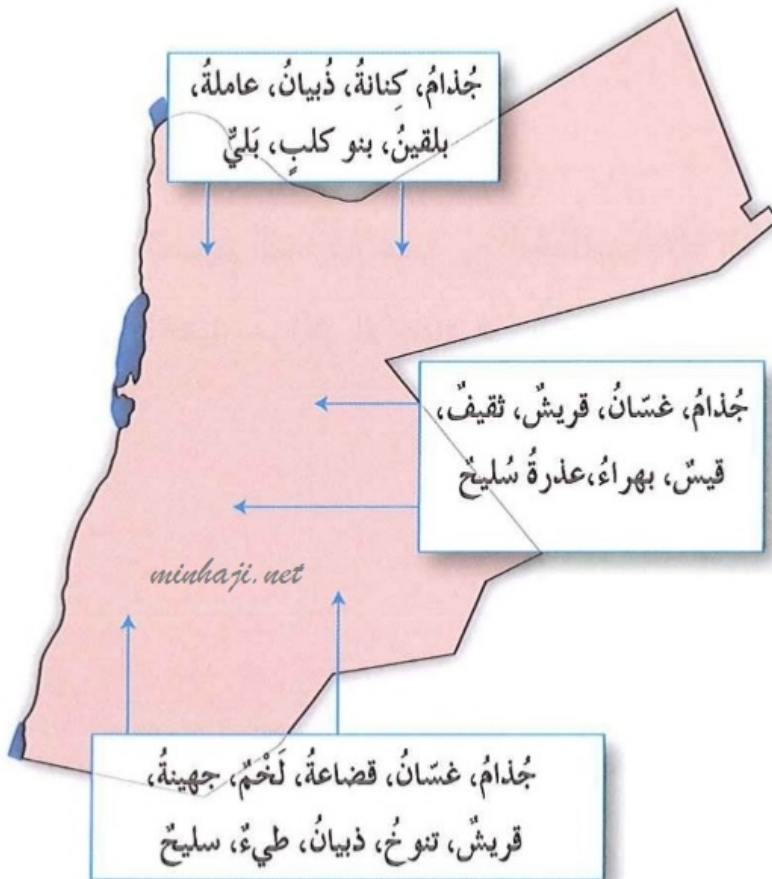 جُذامُ، كِنانةُ، ذُبيانُ، عاملةُ،
بلقينُ، بنو كلبٍ، بَليٌّ
جُذامُ، غسّانُ، قريشٌ، ثقيفٌ،
قيسٌ، بهراءُ،عذرةُ سُليحٌ
minhaji.net
جُذامُ، غسّانُ، قضاعةُ، لَخْمٌ، جهينةُ،
قريشٌ، تنوخُ، ذبيانُ، طيءٌ، سليحٌ